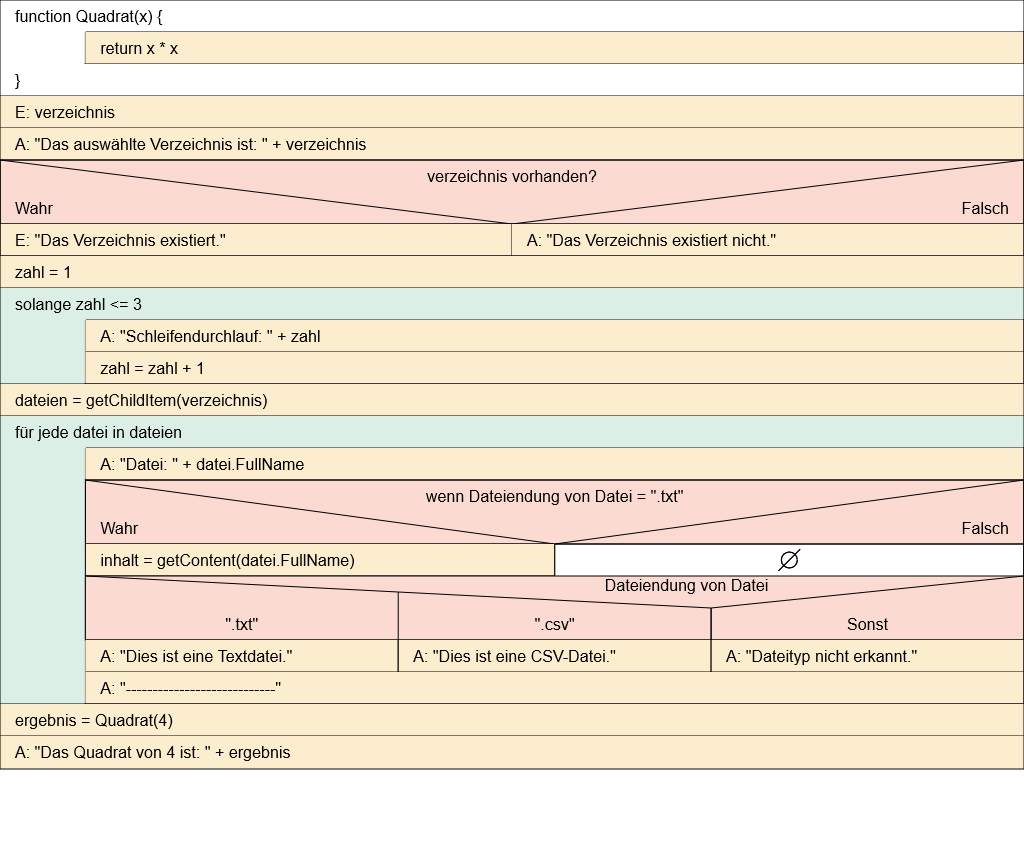 function Quadrat(x) {
return x * x
}
E: verzeichnis
A: "Das auswählte Verzeichnis ist: " + verzeichnis
verzeichnis vorhanden?
Wahr Falsch
E: "Das Verzeichnis existiert." A: "Das Verzeichnis existiert nicht."
zahl = 1
solange zahl <= 3
A: "Schleifendurchlauf: " + zahl
zahl = zahl + 1
dateien = getChildItem(verzeichnis)
für jede datei in dateien
A: "Datei: " + datei.FullName
wenn Dateiendung von Datei = ".txt"
Wahr Falsch
inhalt = getContent(datei.FullName) ∅
Dateiendung von Datei
".txt" ".csv" Sonst
A: "Dies ist eine Textdatei." A: "Dies ist eine CSV-Datei." A: "Dateityp nicht erkannt."
A: "----------------------------"
ergebnis = Quadrat(4)
A: "Das Quadrat von 4 ist: " + ergebnis